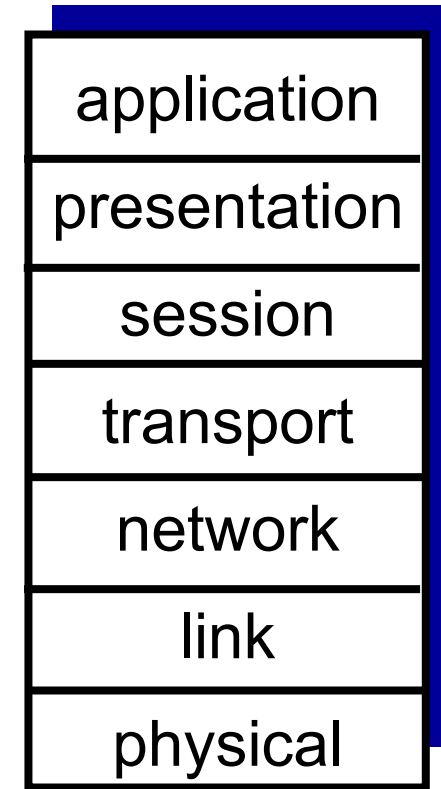 application
presentation
session
transport
network
link
physical